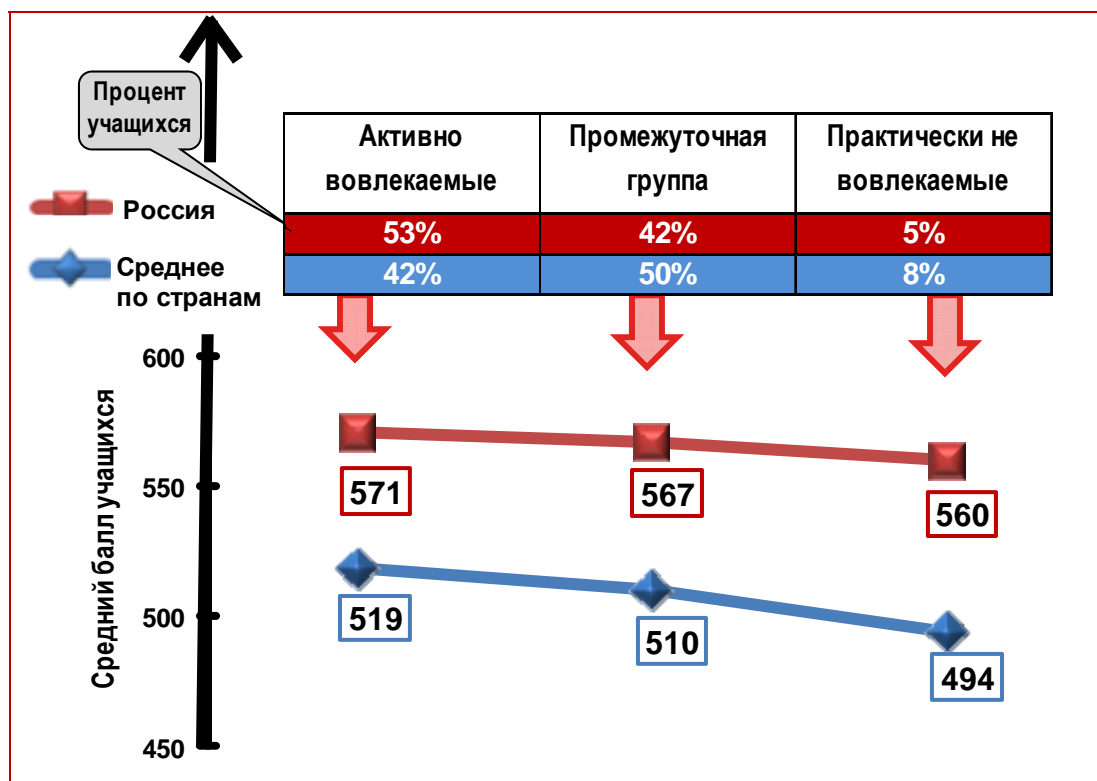 Процент
учащихся
Активно
вовлекаемые
Промежуточная
группа
Практически не
вовлекаемые
53%
42%
5%
42%
50%
8%
Россия
Среднее
по странам
Средний балл учащихся
600
550
500
450
571
567
560
519
510
494